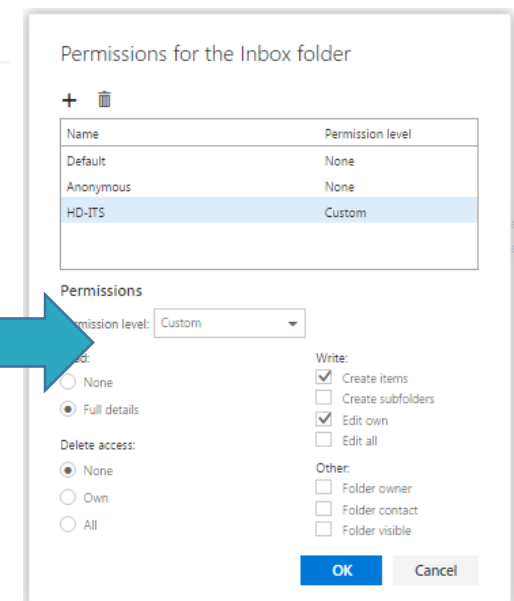 Permissions for the Inbox folder
Name Permission level
Default None
Anonymous None
HD-ITS Custom
Permissions
mission level: Custom
Write:
None
Create items
Full details
Create subfolders
Edit own
Edit all
Delete access:
Other:
None
Folder owner
Own
Folder contact
All
Folder visible
OK Cancel